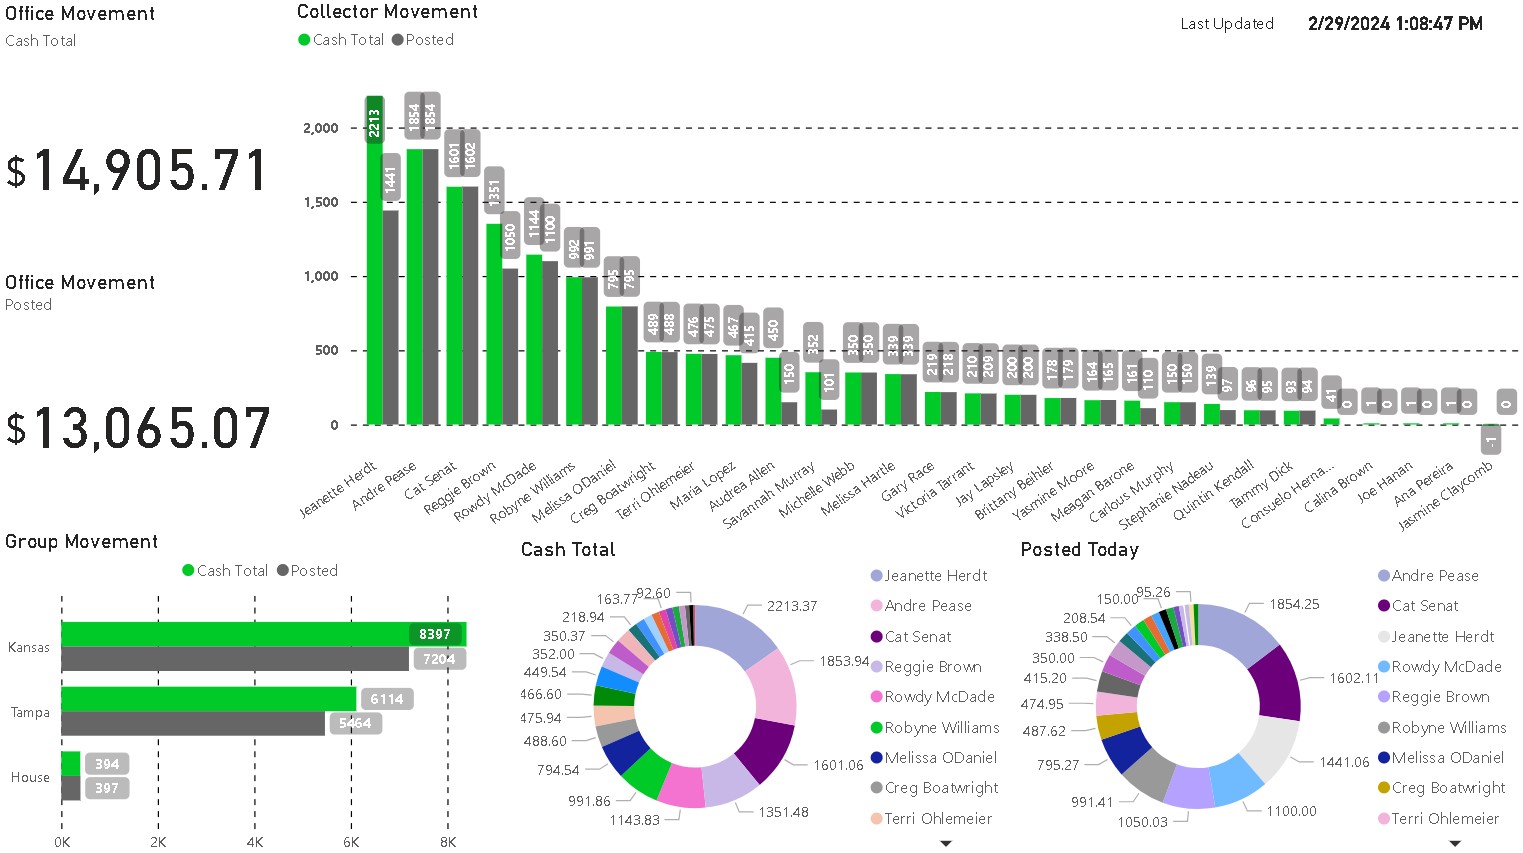 Office Movement
Cash Total
$14,905.71
Office Movement
Posted
$13,065.07
Collector Movement
Cash Total Posted
Last Updated 2/29/2024 1:08:47 PM
2,000
1,500
1,000
500
0
2213 1441 1854 1854 1601 1602 1351 1050 1144 1100 992 991 795 795 489 488 476 475 467 415 450 150 352 101 350 350 339 339 219 218 210 209 200 200 178 179 164 165 161 110 150 150 139 97 96 95 93 94 41 0 1 0 1 0 1 0 -1 0
Jeanette Herdt
Andre Pease
Cat Senat
Reggie Brown
Rowdy McDade
Robyne Williams
Melissa ODaniel
Creg Boatwright
Terri Ohlemeier
Maria Lopez
Audrea Allen
Savannah Murray
Michelle Webb
Melissa Hartle
Gary Race
Victoria Tarrant
Jay Lapsley
Brittany Beihler
Yasmine Moore
Meagan Barone
Carlous Murphy
Stephanie Nadeau
Quintin Kendall
Tammy Dick
Consuelo Herna...
Calina Brown
Joe Hanan
Ana Pereira
Jasmine Claycomb
Group Movement
Cash Total Posted
Kansas 8397
7204
Tampa 6114
5464
House 394
397
0K 2K 4K 6K 8K
Cash Total
2213.37
1853.94
1601.06
1351.48
1143.83
991.86
794.54
488.60
475.94
466.60
449.54
352.00
350.37
218.94
163.77
92.60
Jeanette Herdt
Andre Pease
Cat Senat
Reggie Brown
Rowdy McDade
Robyne Williams
Melissa ODaniel
Creg Boatwright
Terri Ohlemeier
Posted Today
1854.25
1602.11
1441.06
1100.00
1050.03
991.41
795.27
487.62
474.95
415.20
350.00
338.50
208.54
150.00
95.26
Andre Pease
Cat Senat
Jeanette Herdt
Rowdy McDade
Reggie Brown
Robyne Williams
Melissa ODaniel
Creg Boatwright
Terri Ohlemeier